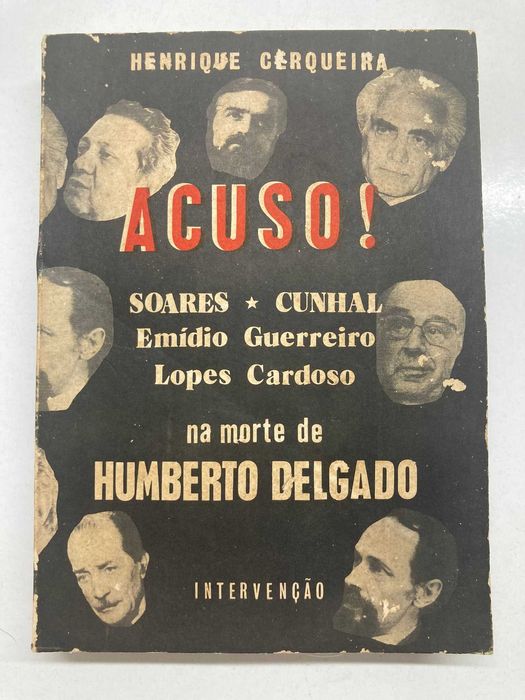 HENRIQUE CERQUEIRA
ACUSO!
SOARES ★ CUNHAL
Emídio Guerreiro
Lopes Cardoso
na morte de
HUMBERTO DELGADO
INTERVENÇÃO